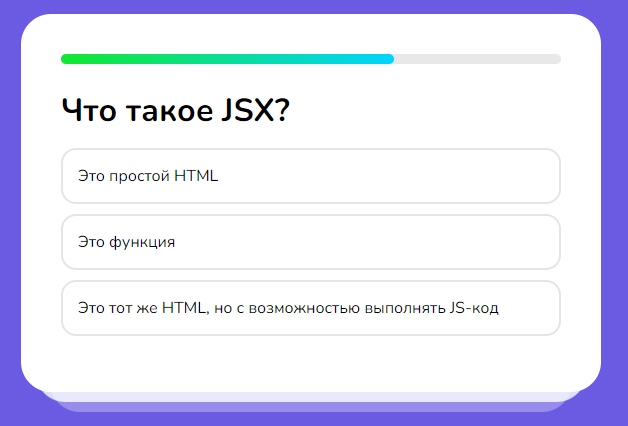 Что такое JSX?
Это простой HTML
Это функция
Это тот же HTML, но с возможностью выполнять JS-код